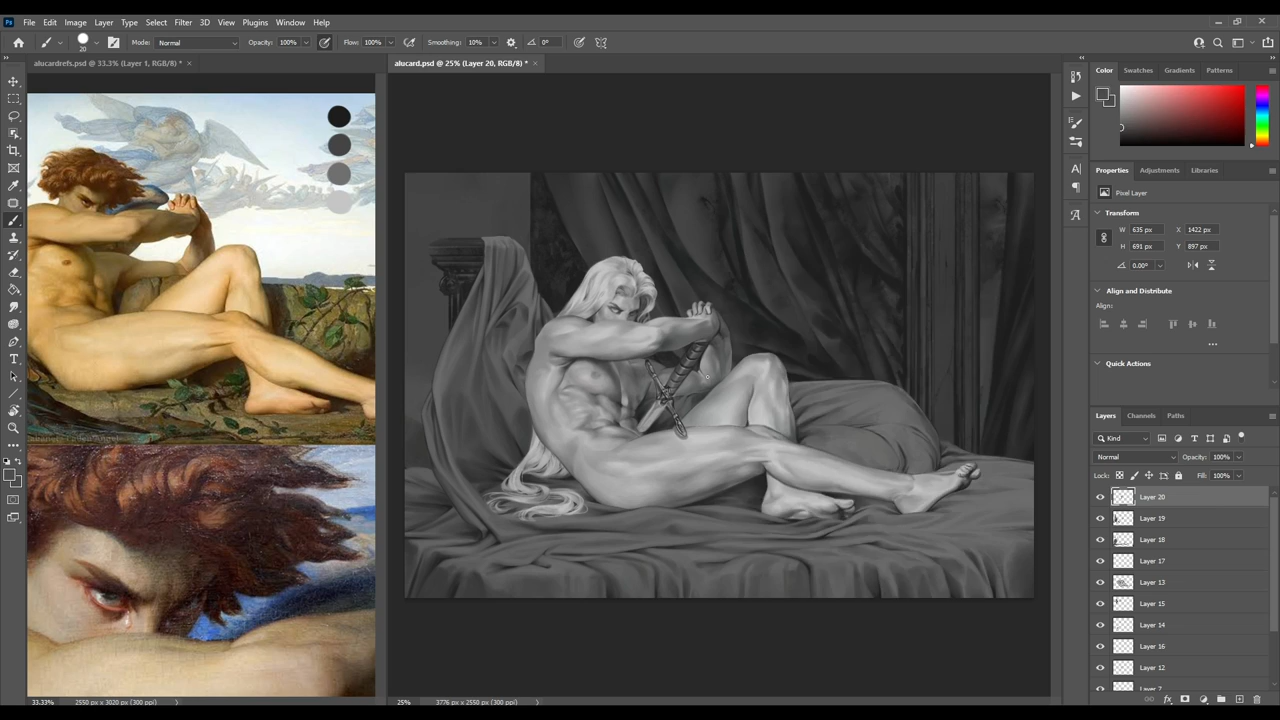 Ps File Edit Image Layer Type Select Filter 3D View Plugins Window Help
20 Mode: Normal Opacity: 100% Flow: 100% Smoothing: 10% 0°
alucardrefs.psd @ 33.3% (Layer 1, RGB/8) * ×
alucard.psd @ 25% (Layer 20, RGB/8) * ×
Color Swatches Gradients Patterns
Properties Adjustments Libraries
Pixel Layer
Transform
W 635 px X 1422 px
H 691 px Y 897 px
0.00°
Align and Distribute
Align:
Quick Actions
Layers Channels Paths
Kind
Normal Opacity: 100%
Lock: Fill: 100%
Layer 20
Layer 19
Layer 18
Layer 17
Layer 13
Layer 15
Layer 14
Layer 16
Layer 12
Layer 7
33.33% 2550 px x 3020 px (300 ppi)
25% 3776 px x 2550 px (300 ppi)